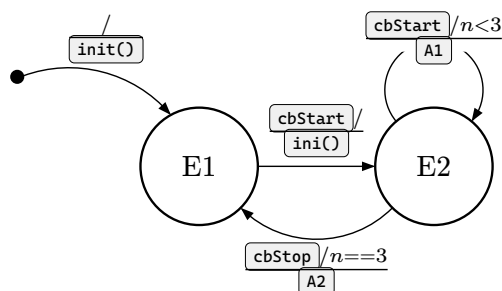 /
init()
cbStart/n<3
A1
cbStart/
ini()
E1
E2
cbStop/n==3
A2